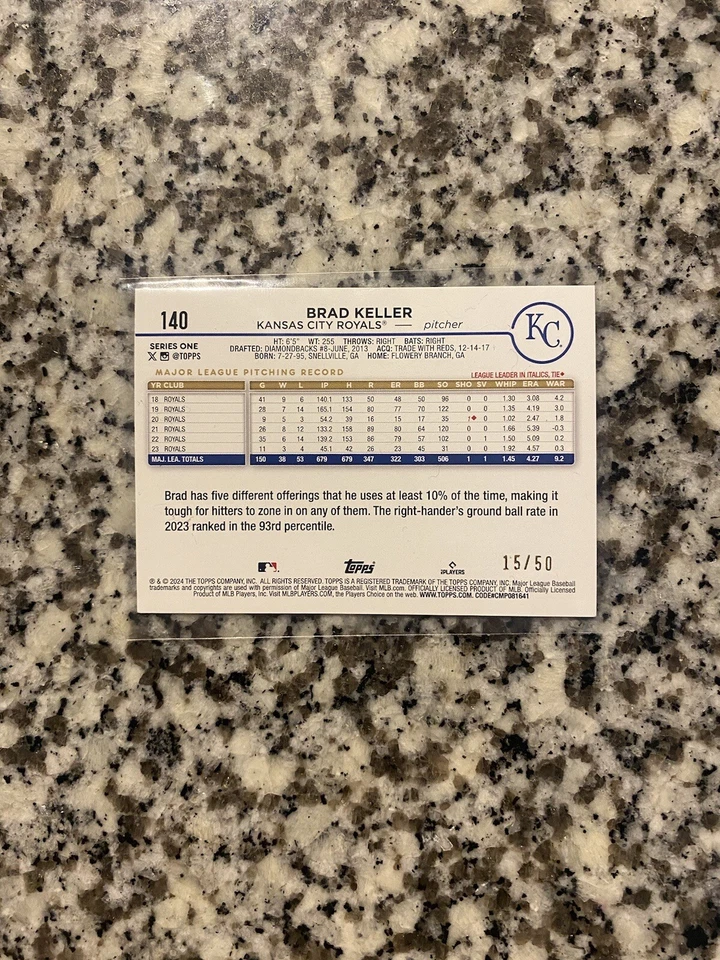 140
BRAD KELLER
KANSAS CITY ROYALS® — pitcher
KC
SERIES ONE
@TOPPS
HT: 6'5" WT: 255 THROWS: RIGHT BATS: RIGHT
DRAFTED: DIAMONDBACKS #8-JUNE, 2013 ACQ: TRADE WITH REDS, 12-14-17
BORN: 7-27-95, SNELLVILLE, GA HOME: FLOWERY BRANCH, GA
MAJOR LEAGUE PITCHING RECORD LEAGUE LEADER IN ITALICS, TIE♦
YR CLUB G W L IP H R ER BB SO SHO SV WHIP ERA WAR
18 ROYALS 41 9 6 140.1 133 50 48 50 96 0 0 1.30 3.08 4.2
19 ROYALS 28 7 14 165.1 154 80 77 70 122 0 0 1.35 4.19 3.0
20 ROYALS 9 5 3 54.2 39 16 15 17 35 1♦ 0 1.02 2.47 1.8
21 ROYALS 26 8 12 133.2 158 89 80 64 120 0 0 1.66 5.39 -0.3
22 ROYALS 35 6 14 139.2 153 86 79 57 102 0 1 1.50 5.09 0.2
23 ROYALS 11 3 4 45.1 42 26 23 45 31 0 0 1.92 4.57 0.3
MAJ. LEA. TOTALS 150 38 53 679 679 347 322 303 506 1 1 1.45 4.27 9.2
Brad has five different offerings that he uses at least 10% of the time, making it
tough for hitters to zone in on any of them. The right-hander's ground ball rate in
2023 ranked in the 93rd percentile.
topps
PLAYERS
15/50
® & © 2024 THE TOPPS COMPANY, INC. ALL RIGHTS RESERVED. TOPPS IS A REGISTERED TRADEMARK OF THE TOPPS COMPANY, INC. Major League Baseball
trademarks and copyrights are used with permission of Major League Baseball. Visit MLB.com. OFFICIALLY LICENSED PRODUCT OF MLB. Officially Licensed
Product of MLB Players, Inc. Visit MLBPLAYERS.COM, the Players Choice on the web. WWW.TOPPS.COM. CODE#CMP081641